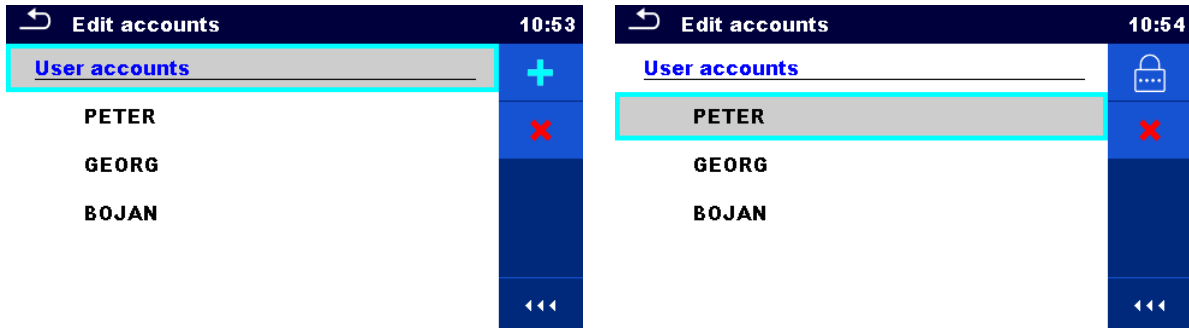 Edit accounts 10:53
User accounts
PETER
GEORG
BOJAN
Edit accounts 10:54
User accounts
PETER
GEORG
BOJAN